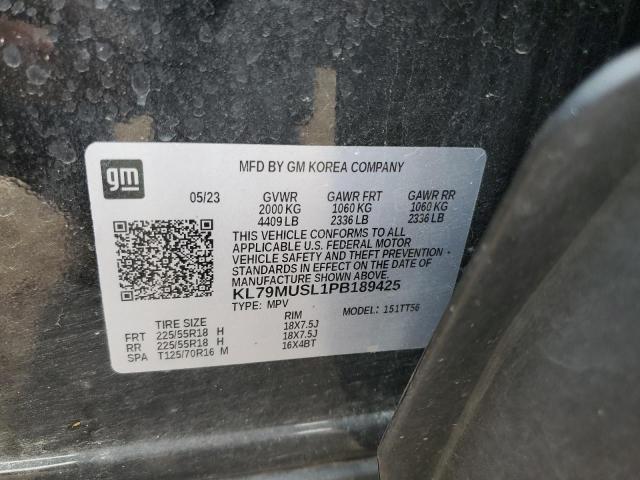 gm
MFD BY GM KOREA COMPANY
05/23 GVWR GAWR FRT GAWR RR
2000 KG 1060 KG 1060 KG
4409 LB 2336 LB 2336 LB
THIS VEHICLE CONFORMS TO ALL
APPLICABLE U.S. FEDERAL MOTOR
VEHICLE SAFETY AND THEFT PREVENTION
STANDARDS IN EFFECT ON THE DATE OF
MANUFACTURE SHOWN ABOVE.
KL79MUSL1PB189425
TYPE: MPV MODEL: 151TT56
TIRE SIZE RIM
FRT 225/55R18 H 18X7.5J
RR 225/55R18 H 18X7.5J
SPA T125/70R16 M 16X4BT